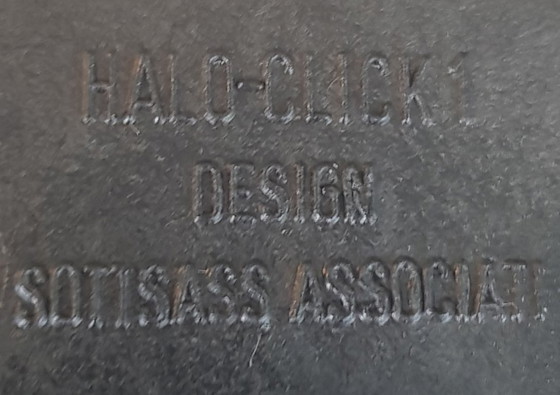 HALO-CLICK 1
DESIGN
SOTTSASS ASSOCIATI